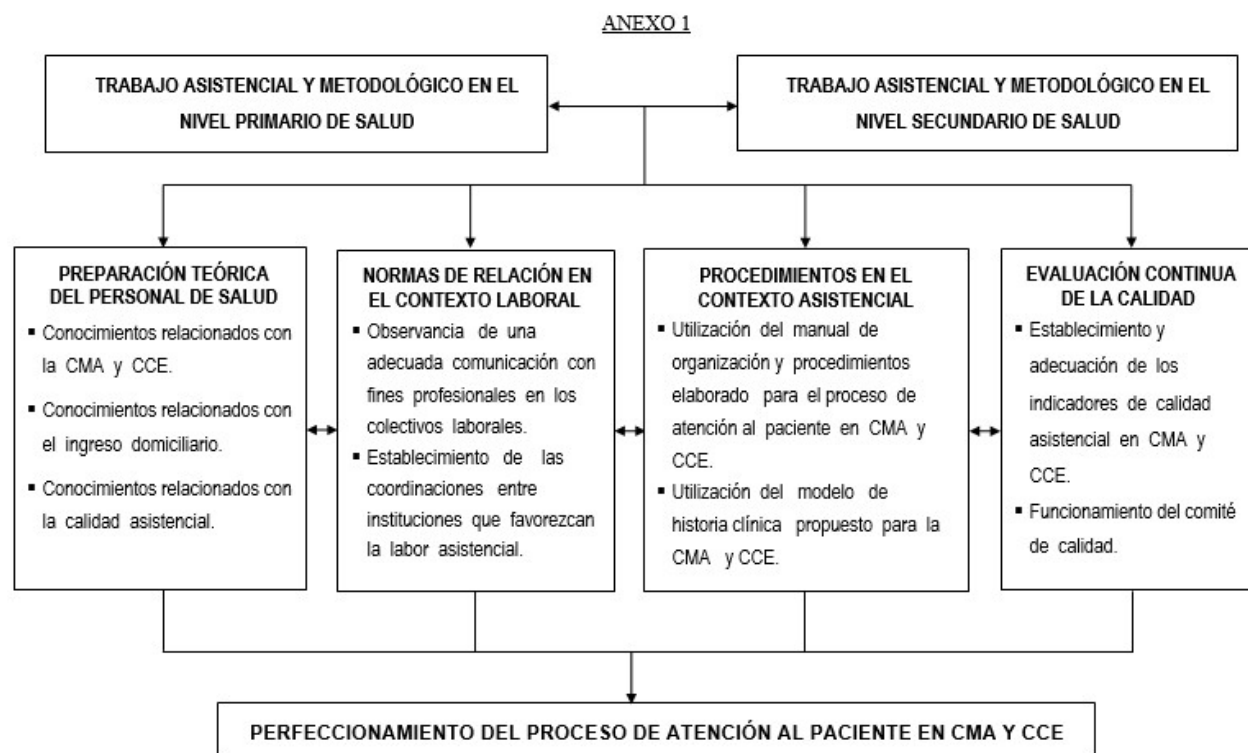 ANEXO 1
TRABAJO ASISTENCIAL Y METODOLÓGICO EN EL
NIVEL PRIMARIO DE SALUD
TRABAJO ASISTENCIAL Y METODOLÓGICO EN EL
NIVEL SECUNDARIO DE SALUD
PREPARACIÓN TEÓRICA
DEL PERSONAL DE SALUD
▪ Conocimientos relacionados con
la CMA y CCE.
▪ Conocimientos relacionados con
el ingreso domiciliario.
▪ Conocimientos relacionados con
la calidad asistencial.
NORMAS DE RELACIÓN EN
EL CONTEXTO LABORAL
▪ Observancia de una
adecuada comunicación con
fines profesionales en los
colectivos laborales.
▪ Establecimiento de las
coordinaciones entre
instituciones que favorezcan
la labor asistencial.
PROCEDIMIENTOS EN EL
CONTEXTO ASISTENCIAL
▪ Utilización del manual de
organización y procedimientos
elaborado para el proceso de
atención al paciente en CMA y
CCE.
▪ Utilización del modelo de
historia clínica propuesto para la
CMA y CCE.
EVALUACIÓN CONTINUA
DE LA CALIDAD
▪ Establecimiento y
adecuación de los
indicadores de calidad
asistencial en CMA y
CCE.
▪ Funcionamiento del comité
de calidad.
PERFECCIONAMIENTO DEL PROCESO DE ATENCIÓN AL PACIENTE EN CMA Y CCE